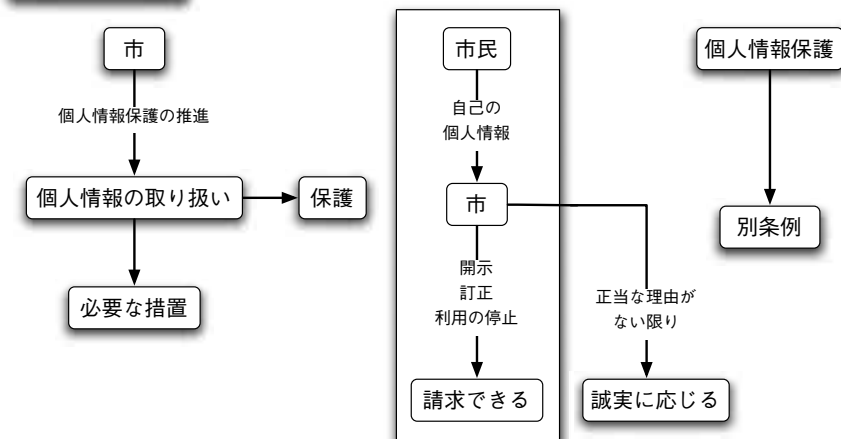 市
個人情報保護の推進
個人情報の取り扱い
保護
必要な措置
市民
自己の
個人情報
市
開示
訂正
利用の停止
請求できる
正当な理由が
ない限り
誠実に応じる
個人情報保護
別条例